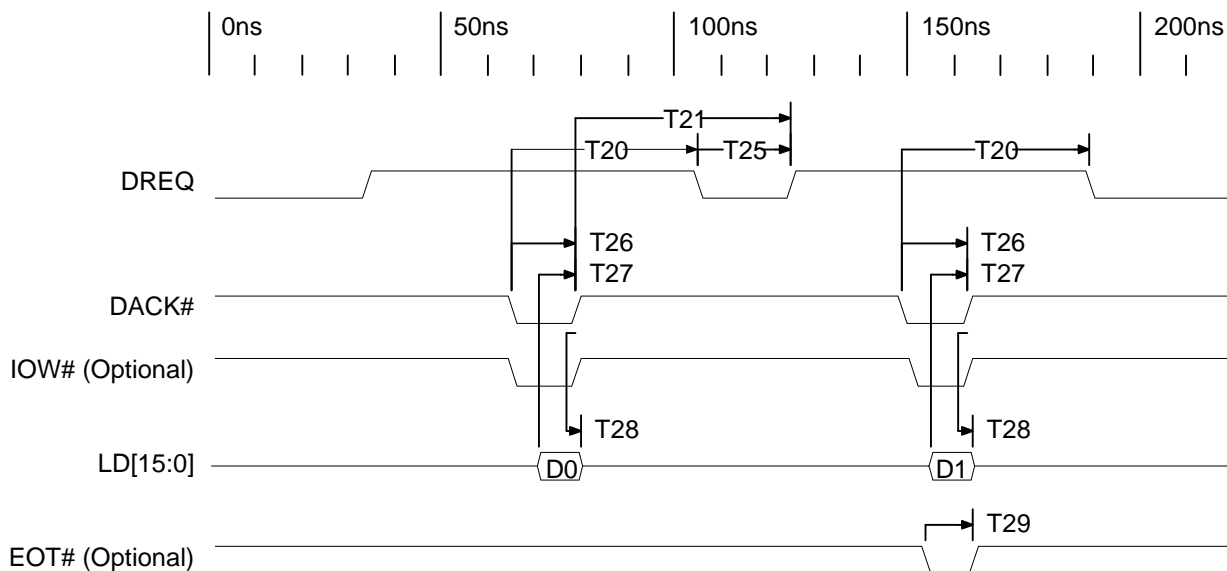 0ns 50ns 100ns 150ns 200ns
T21
T20 T25 T20
DREQ
T26 T26
T27 T27
DACK#
IOW# (Optional)
T28 T28
LD[15:0] D0 D1
T29
EOT# (Optional)